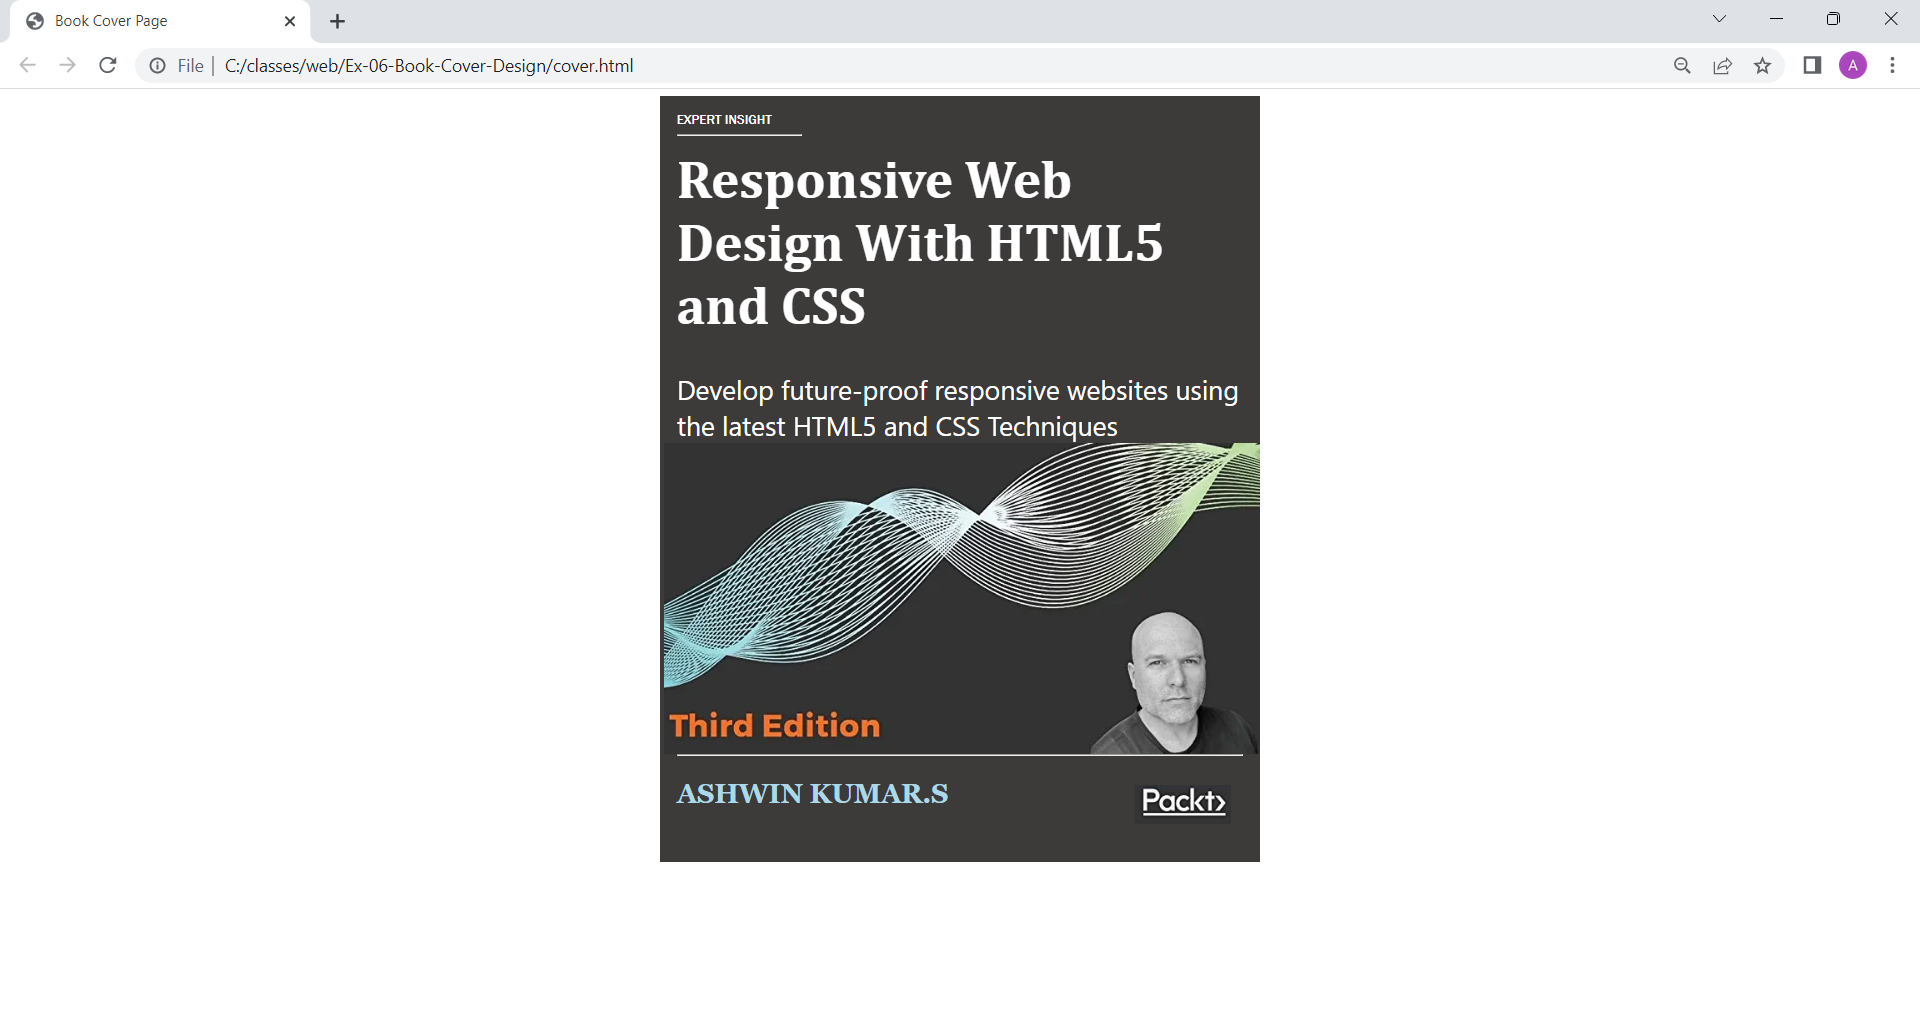 Book Cover Page
File
C:/classes/web/Ex-06-Book-Cover-Design/cover.html
A
EXPERT INSIGHT
Responsive Web
Design With HTML5
and CSS
Develop future-proof responsive websites using
the latest HTML5 and CSS Techniques
Third Edition
ASHWIN KUMAR.S
Packt>